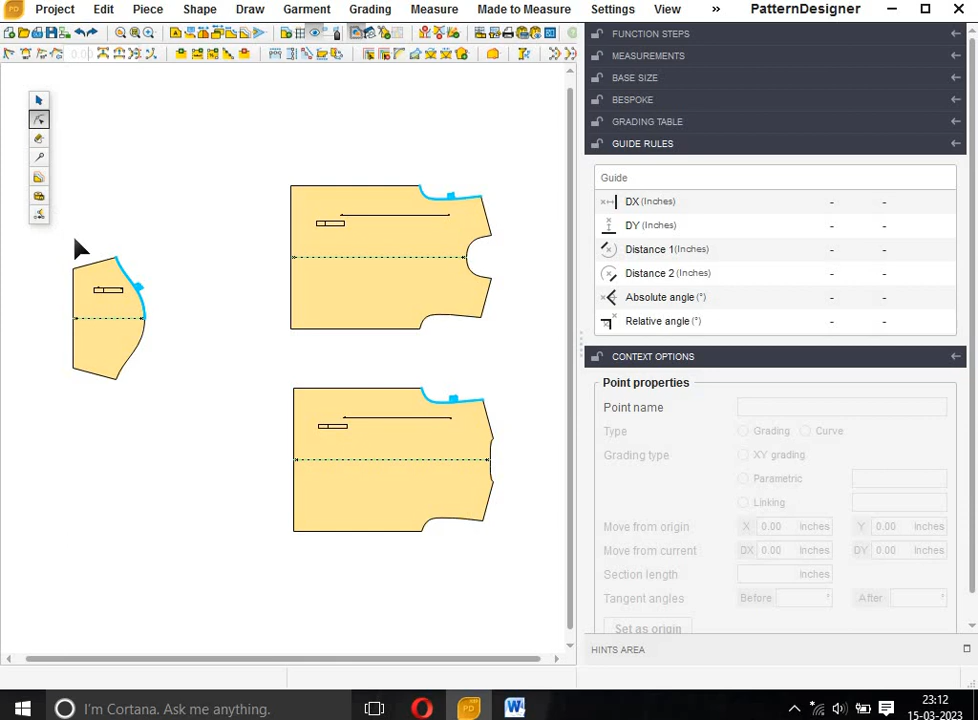 Project Edit Piece Shape Draw Garment Grading Measure Made to Measure Settings View » PatternDesigner
FUNCTION STEPS
MEASUREMENTS
BASE SIZE
BESPOKE
GRADING TABLE
GUIDE RULES
Guide
DX (Inches) - -
DY (Inches) - -
Distance 1(Inches) - -
Distance 2 (Inches) - -
Absolute angle (°) - -
Relative angle (°) - -
CONTEXT OPTIONS
Point properties
Point name
Type Grading Curve
Grading type XY grading
Parametric
Linking
Move from origin X 0.00 Inches Y 0.00 Inches
Move from current DX 0.00 Inches DY 0.00 Inches
Section length Inches
Tangent angles Before ° After °
Set as origin
HINTS AREA
I'm Cortana. Ask me anything.
PD
23:12
15-03-2023